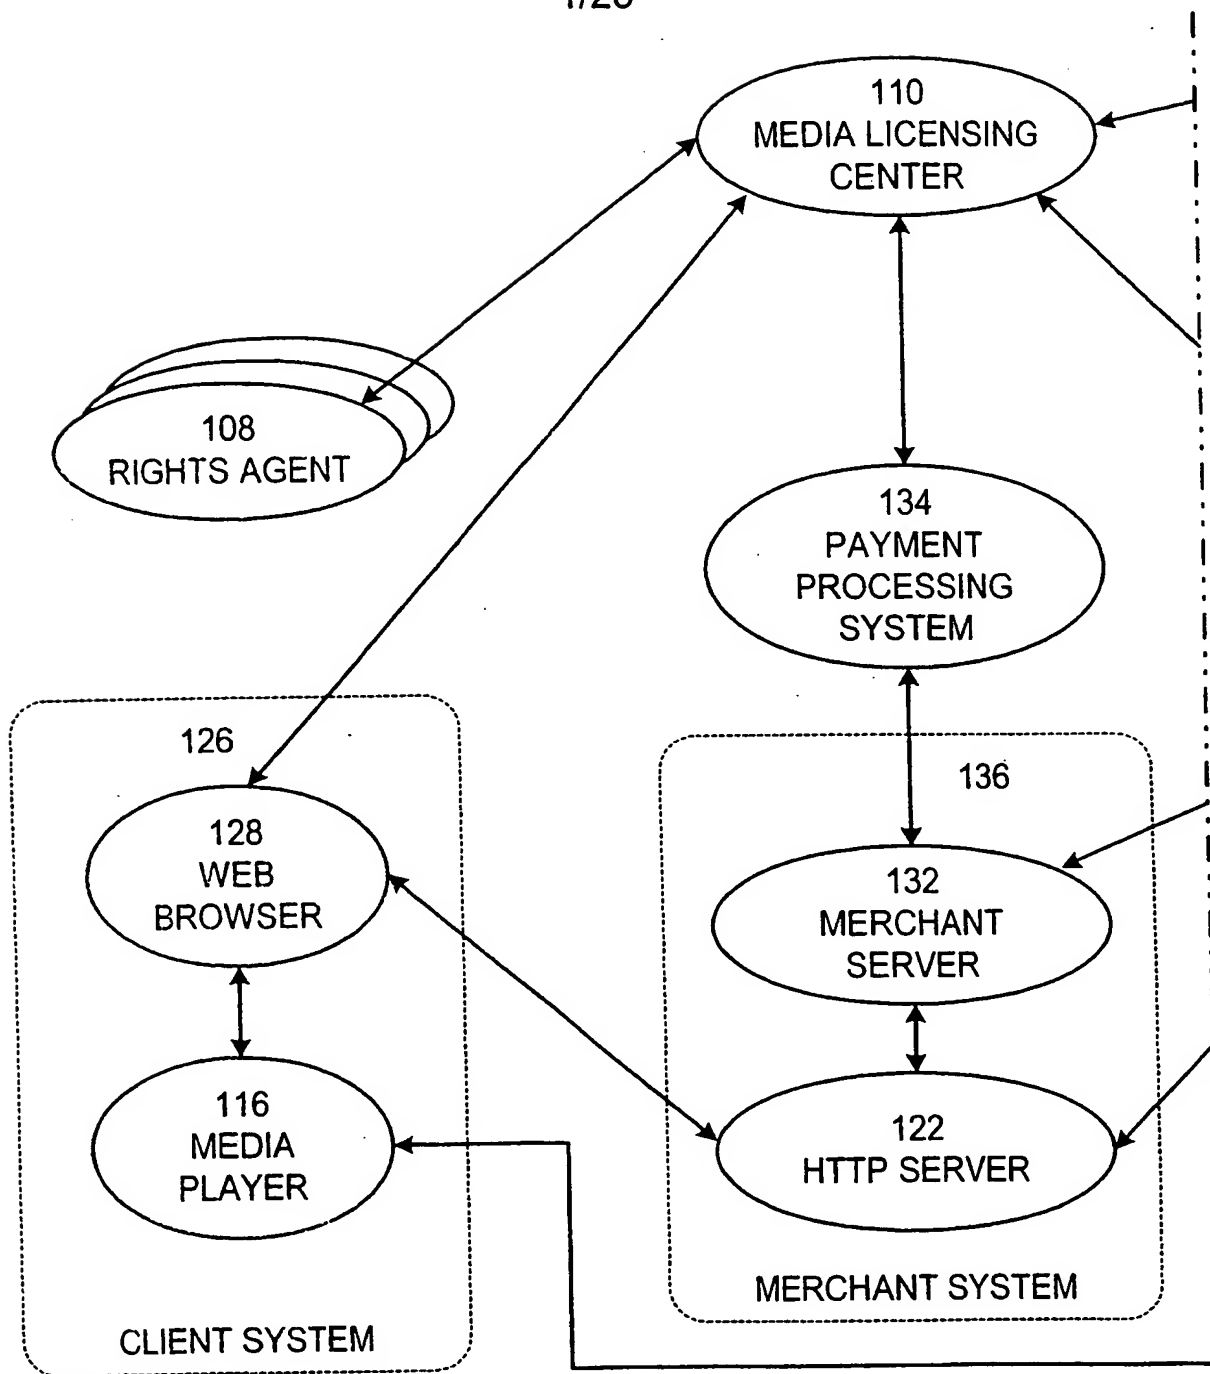 110
MEDIA LICENSING
CENTER
108
RIGHTS AGENT
134
PAYMENT
PROCESSING
SYSTEM
126
136
128
WEB
BROWSER
132
MERCHANT
SERVER
116
MEDIA
PLAYER
122
HTTP SERVER
MERCHANT SYSTEM
CLIENT SYSTEM